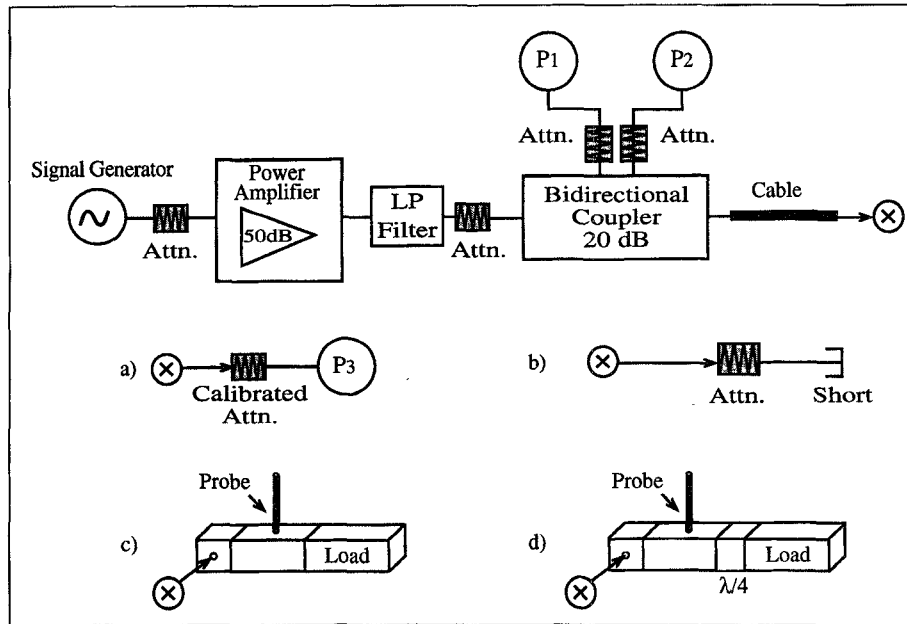 P1
P2
Attn.
Attn.
Signal Generator
Power
Amplifier
50dB
LP
Filter
Bidirectional
Coupler
20 dB
Cable
Attn.
Attn.
a)
P3
Calibrated
Attn.
b)
Attn.
Short
Probe
c)
Load
Probe
d)
Load
λ/4